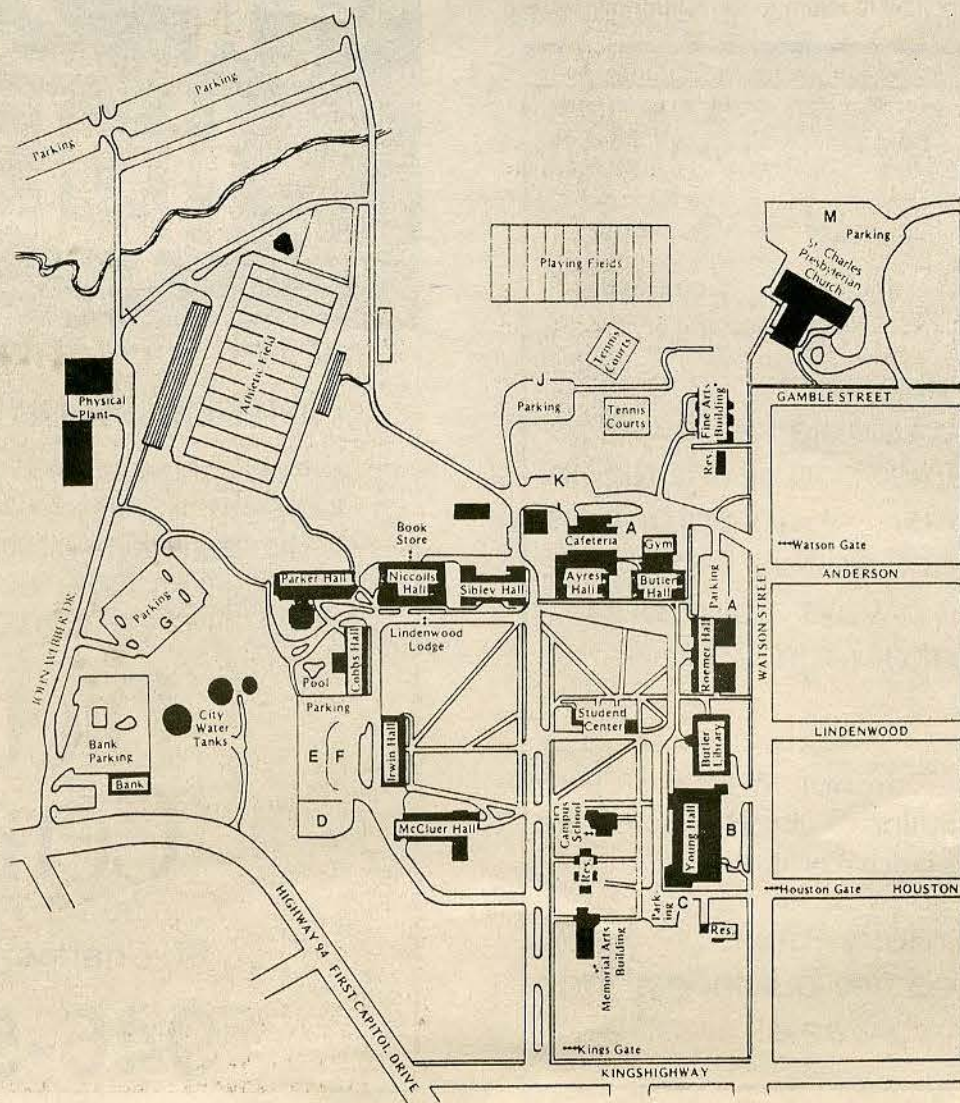 Parking
Parking
M
Parking
St. Charles
Presbyterian
Church
Playing Fields
Tennis
Courts
Athletic Field
Physical
Plant
J
Parking
Tennis
Courts
Fine Arts
Building
Res.
GAMBLE STREET
K
Book
Store
A
Cafeteria
Gym
Watson Gate
ANDERSON
Parker Hall
Niccolls
Hall
Sibley Hall
Ayres
Hall
Butler
Hall
Parking
A
WATSON STREET
Parking
G
JOHN WEBBER DR.
Lindenwood
Lodge
Cobbs Hall
Roemer Hall
Pool
Parking
City
Water
Tanks
Student
Center
LINDENWOOD
Bank
Parking
E
F
Irwin Hall
Butler
Library
Bank
D
McCluer Hall
Campus
School
Young Hall
B
Res.
Houston Gate
HOUSTON
Park
ing
C
Res.
Memorial Arts
Building
HIGHWAY 94 FIRST CAPITOL DRIVE
Kings Gate
KINGSHIGHWAY